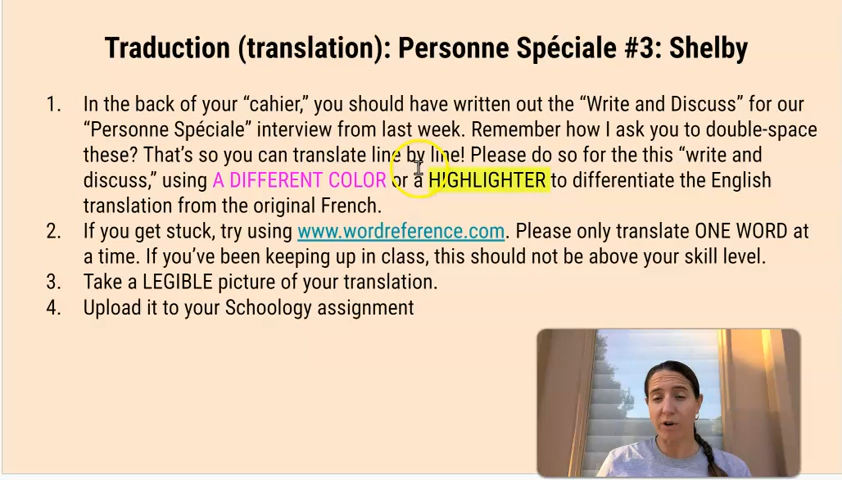 Traduction (translation): Personne Spéciale #3: Shelby
1. In the back of your “cahier,” you should have written out the “Write and Discuss” for our
“Personne Spéciale” interview from last week. Remember how I ask you to double-space
these? That’s so you can translate line by line! Please do so for the this “write and
discuss,” using A DIFFERENT COLOR or a HIGHLIGHTER to differentiate the English
translation from the original French.
2. If you get stuck, try using www.wordreference.com. Please only translate ONE WORD at
a time. If you’ve been keeping up in class, this should not be above your skill level.
3. Take a LEGIBLE picture of your translation.
4. Upload it to your Schoology assignment